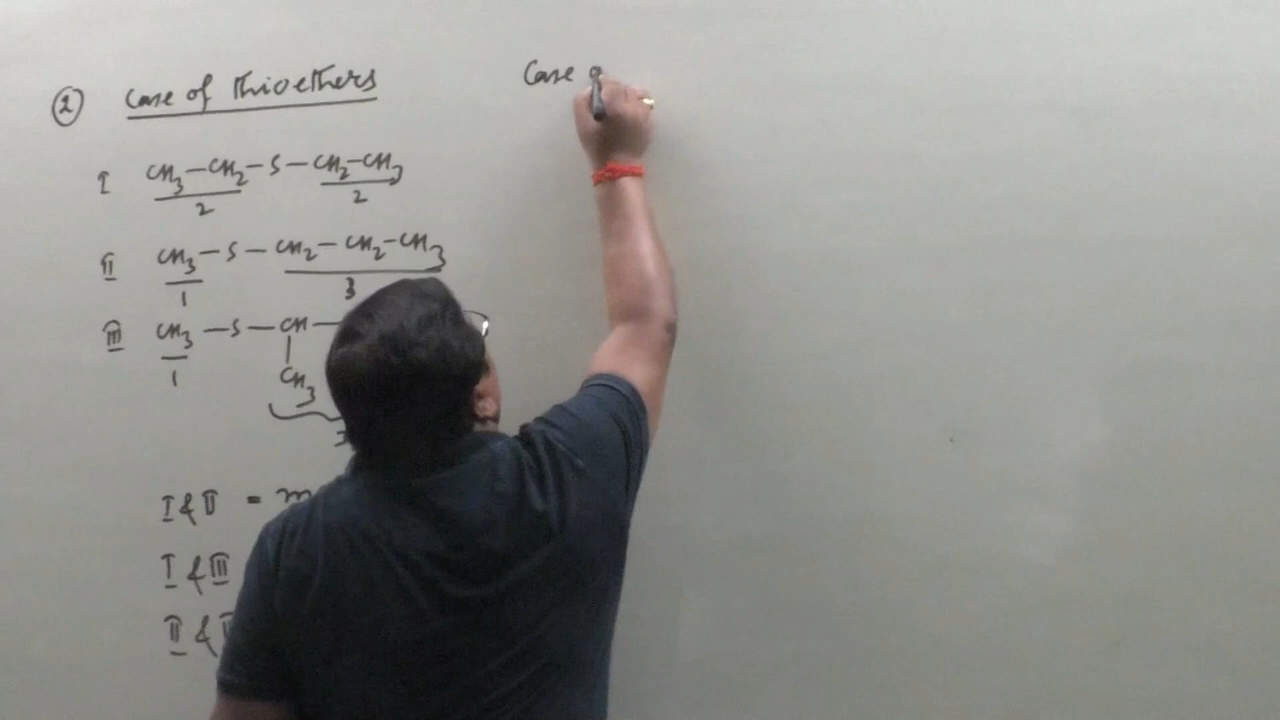 ② Case of thioethers
I CH₃—CH₂—S—CH₂—CH₃
2 2
II CH₃—S—CH₂—CH₂—CH₃
1 3
III CH₃—S—CH—
CH₃
1
I & II = m
I & III
II &
Case